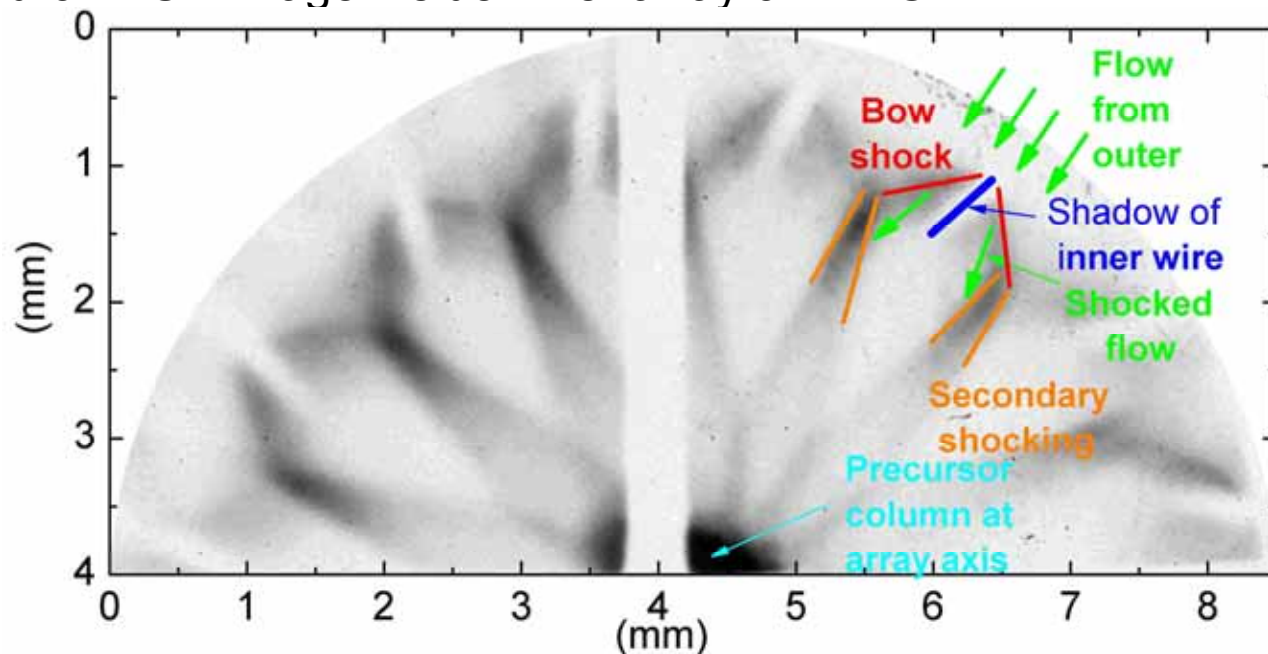 0
1
2
3
4
(mm)
Flow
from
outer
Bow
shock
Shadow of
inner wire
Shocked
flow
Secondary
shocking
Precursor
column at
array axis
0 1 2 3 4 5 6 7 8
(mm)